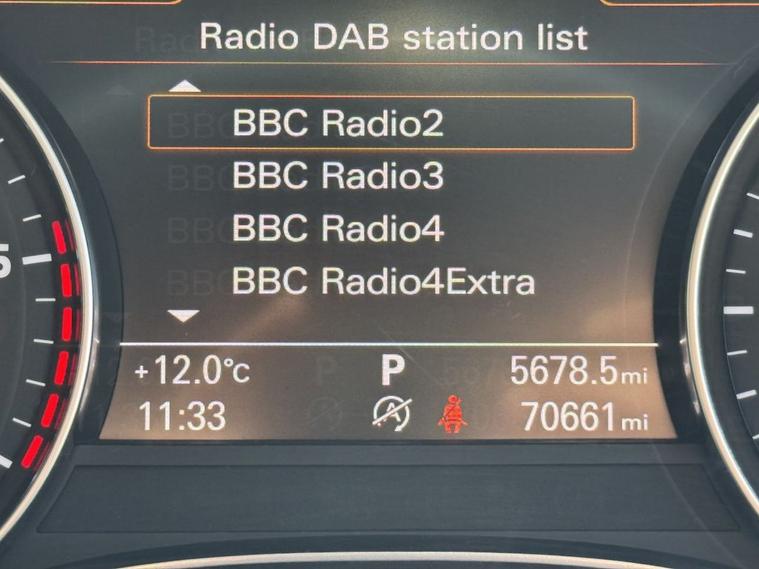 Radio DAB station list
BBC Radio2
BBC Radio3
BBC Radio4
BBC Radio4Extra
+12.0°C P 5678.5mi
11:33 A 70661mi
5